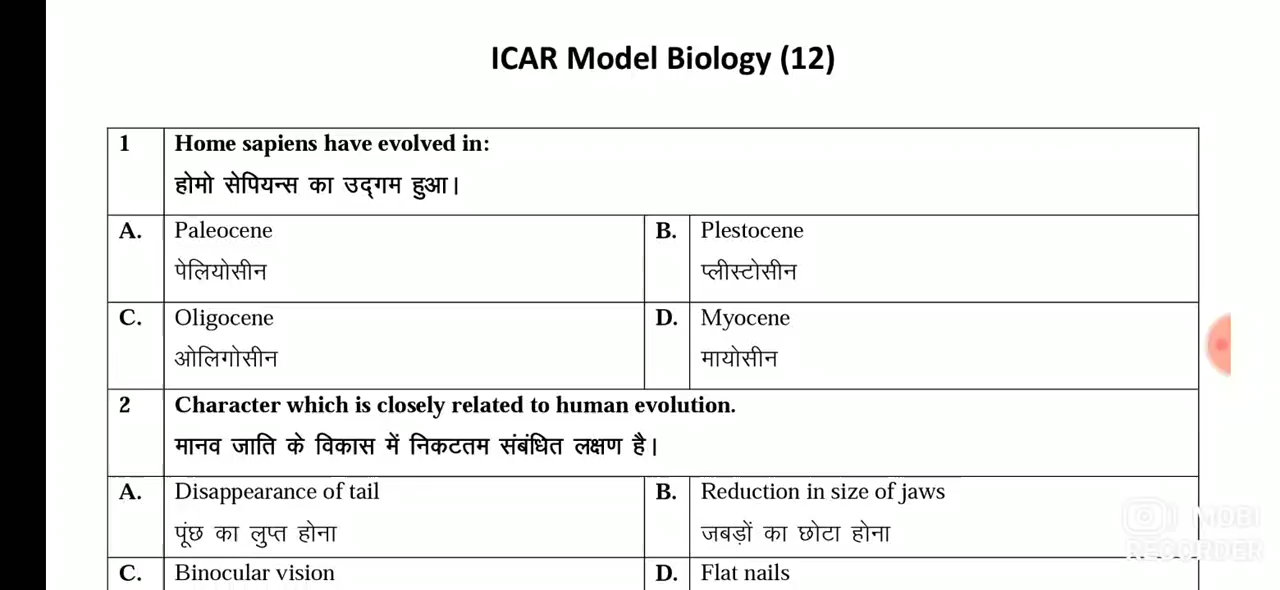 ICAR Model Biology (12)
1 Home sapiens have evolved in:
होमो सेपियन्स का उद्गम हुआ।
A. Paleocene B. Plestocene
पेलियोसीन प्लीस्टोसीन
C. Oligocene D. Myocene
ओलिगोसीन मायोसीन
2 Character which is closely related to human evolution.
मानव जाति के विकास में निकटतम संबंधित लक्षण है।
A. Disappearance of tail B. Reduction in size of jaws
पूंछ का लुप्त होना जबड़ों का छोटा होना
C. Binocular vision D. Flat nails
MOBI
RECORDER